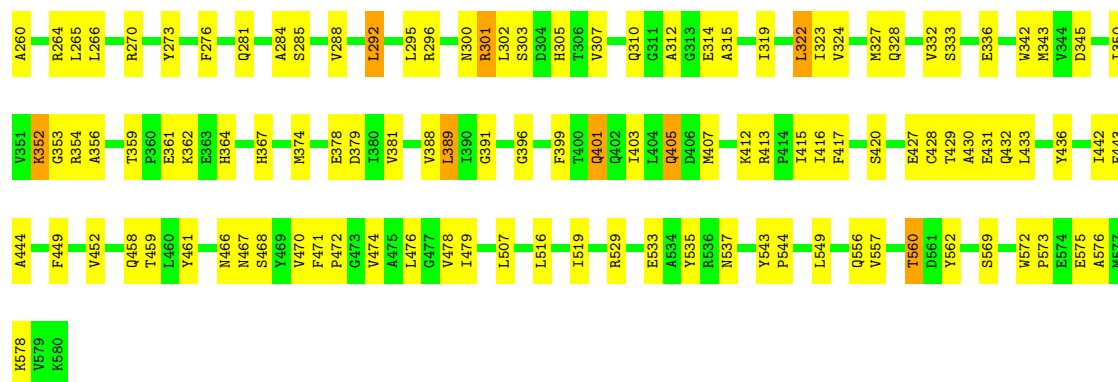 A260 R264 L265 L266 R270 Y273 F276 Q281 A284 S285 V288 L292 L295 R296 N300 R301 L302 S303 D304 H305 T306 V307 Q310 G311 A312 G313 E314 A315 I319 L322 I323 V324 M327 Q328 V332 S333 E336 W342 M343 V344 D345
V351 K352 G353 R354 A356 T359 P360 E361 K362 E363 H364 H367 M374 E378 D379 I380 V381 V388 L389 I390 G391 G396 F399 T400 Q401 Q402 I403 L404 Q405 D406 M407 K412 R413 P414 I415 I416 F417 S420 E427 C428 T429 A430 E431 Q432 L433 Y436 I442
A444 F449 V452 Q458 T459 L460 Y461 N466 N467 S468 Y469 V470 F471 P472 G473 V474 A475 L476 G477 V478 I479 L507 L516 I519 R529 E533 A534 Y535 R536 N537 Y543 P544 L549 Q556 V557 T560 D561 Y562 S569 W572 P573 E574 E575 A576 M577
K578 V579 K580